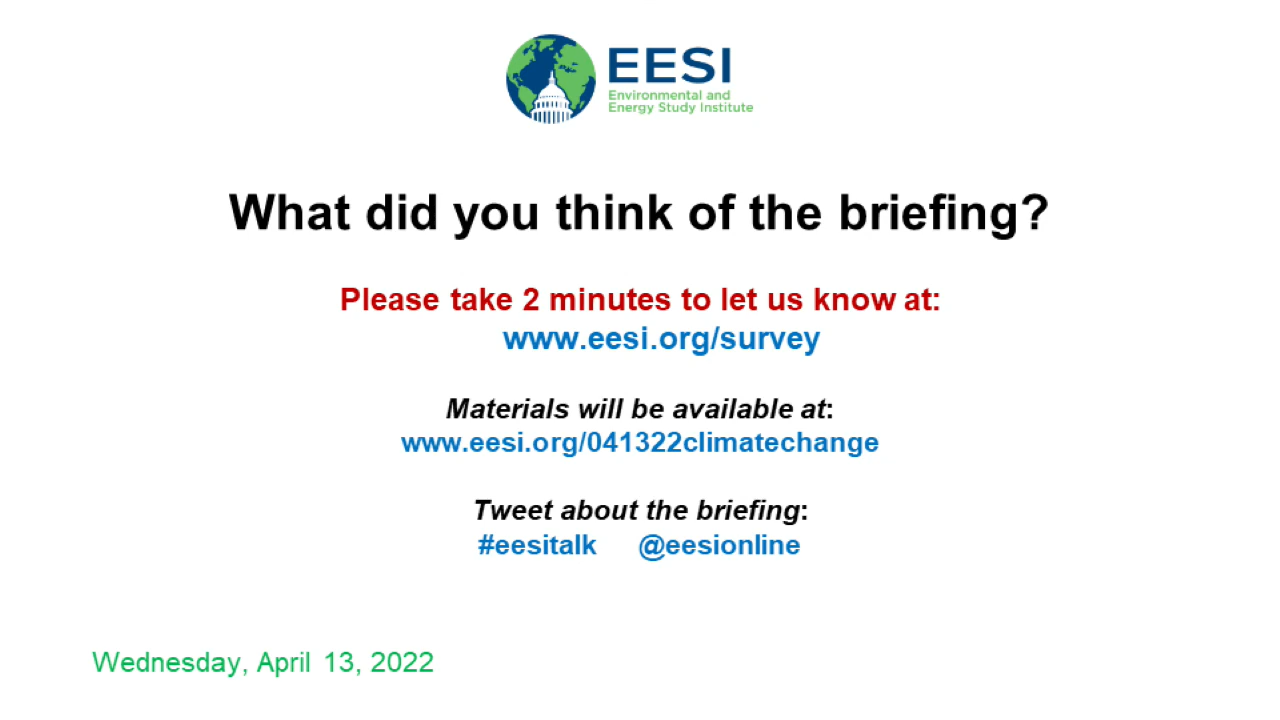 EESI
Environmental and
Energy Study Institute
What did you think of the briefing?
Please take 2 minutes to let us know at:
www.eesi.org/survey
Materials will be available at:
www.eesi.org/041322climatechange
Tweet about the briefing:
#eesitalk @eesionline
Wednesday, April 13, 2022